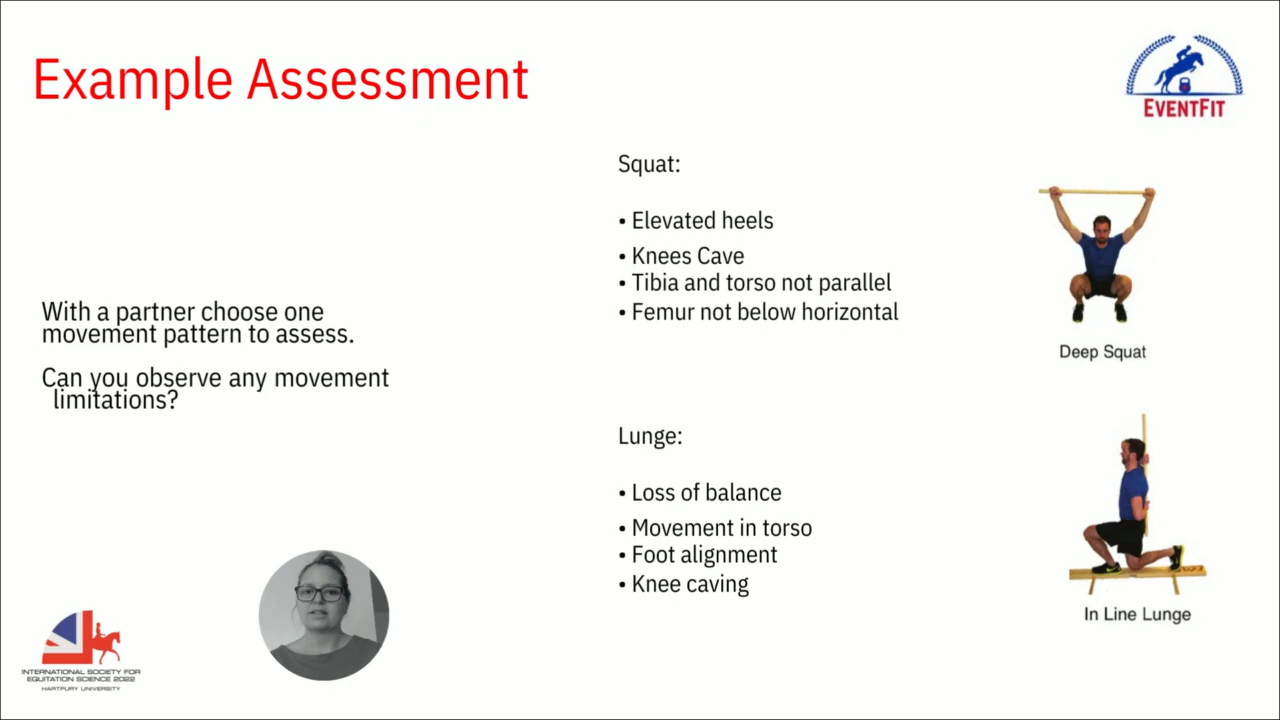 Example Assessment
EVENTFIT
With a partner choose one
movement pattern to assess.
Can you observe any movement
limitations?
Squat:
• Elevated heels
• Knees Cave
• Tibia and torso not parallel
• Femur not below horizontal
Deep Squat
Lunge:
• Loss of balance
• Movement in torso
• Foot alignment
• Knee caving
In Line Lunge
INTERNATIONAL SOCIETY FOR
EQUITATION SCIENCE 2022
HARTPURY UNIVERSITY